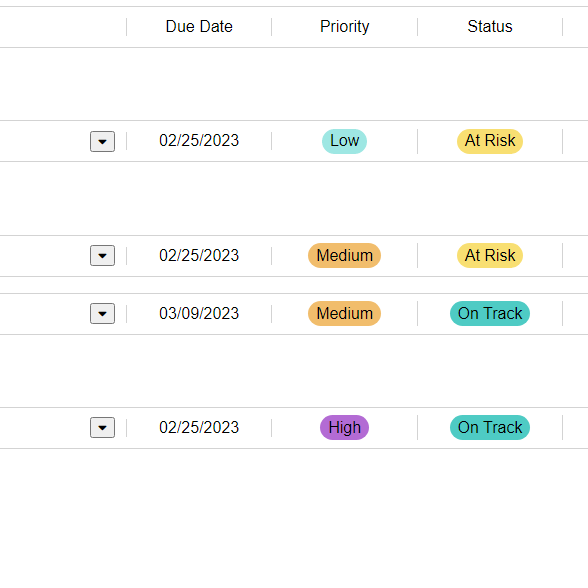 Due Date Priority Status
02/25/2023 Low At Risk
02/25/2023 Medium At Risk
03/09/2023 Medium On Track
02/25/2023 High On Track